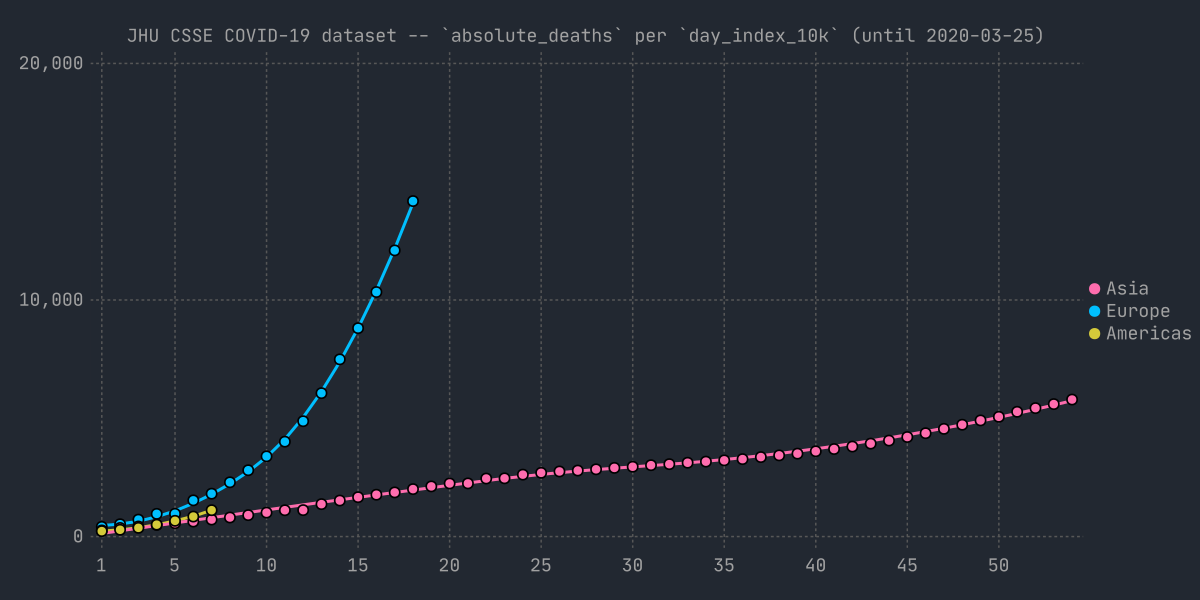 JHU CSSE COVID-19 dataset -- `absolute_deaths` per `day_index_10k` (until 2020-03-25)
20,000
10,000
0
Asia
Europe
Americas
1 5 10 15 20 25 30 35 40 45 50